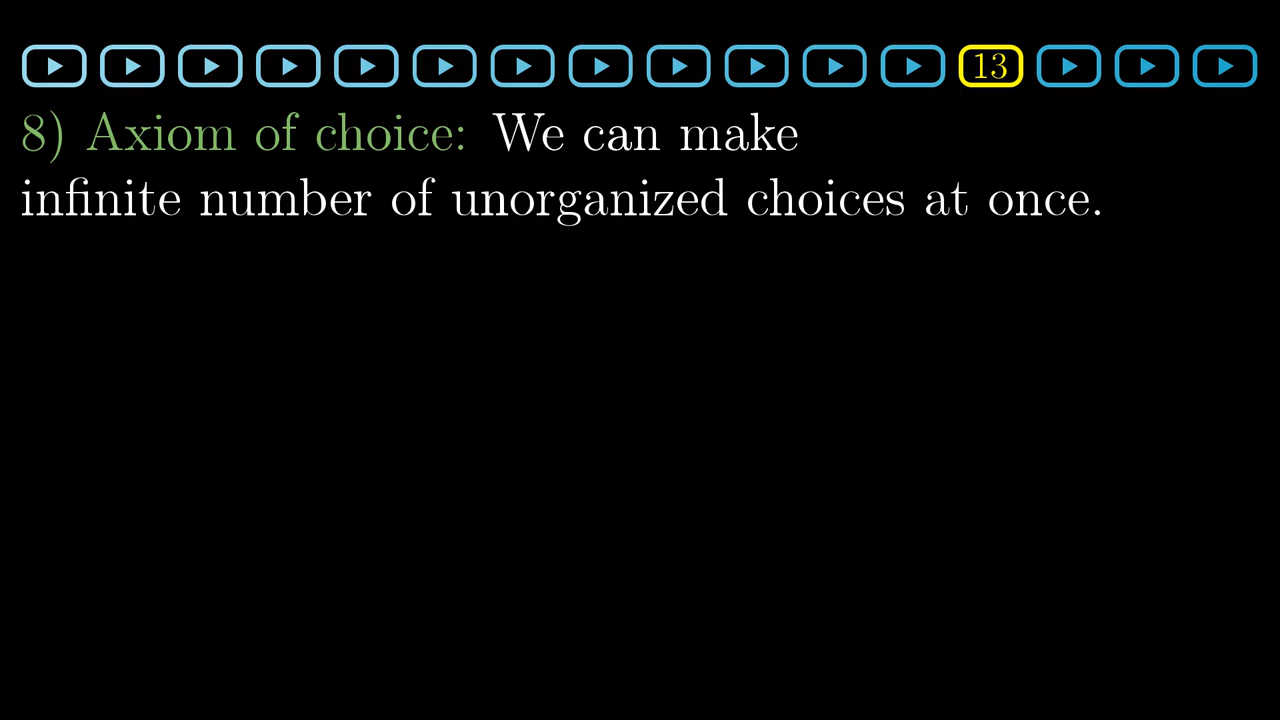 13
8) Axiom of choice: We can make
infinite number of unorganized choices at once.